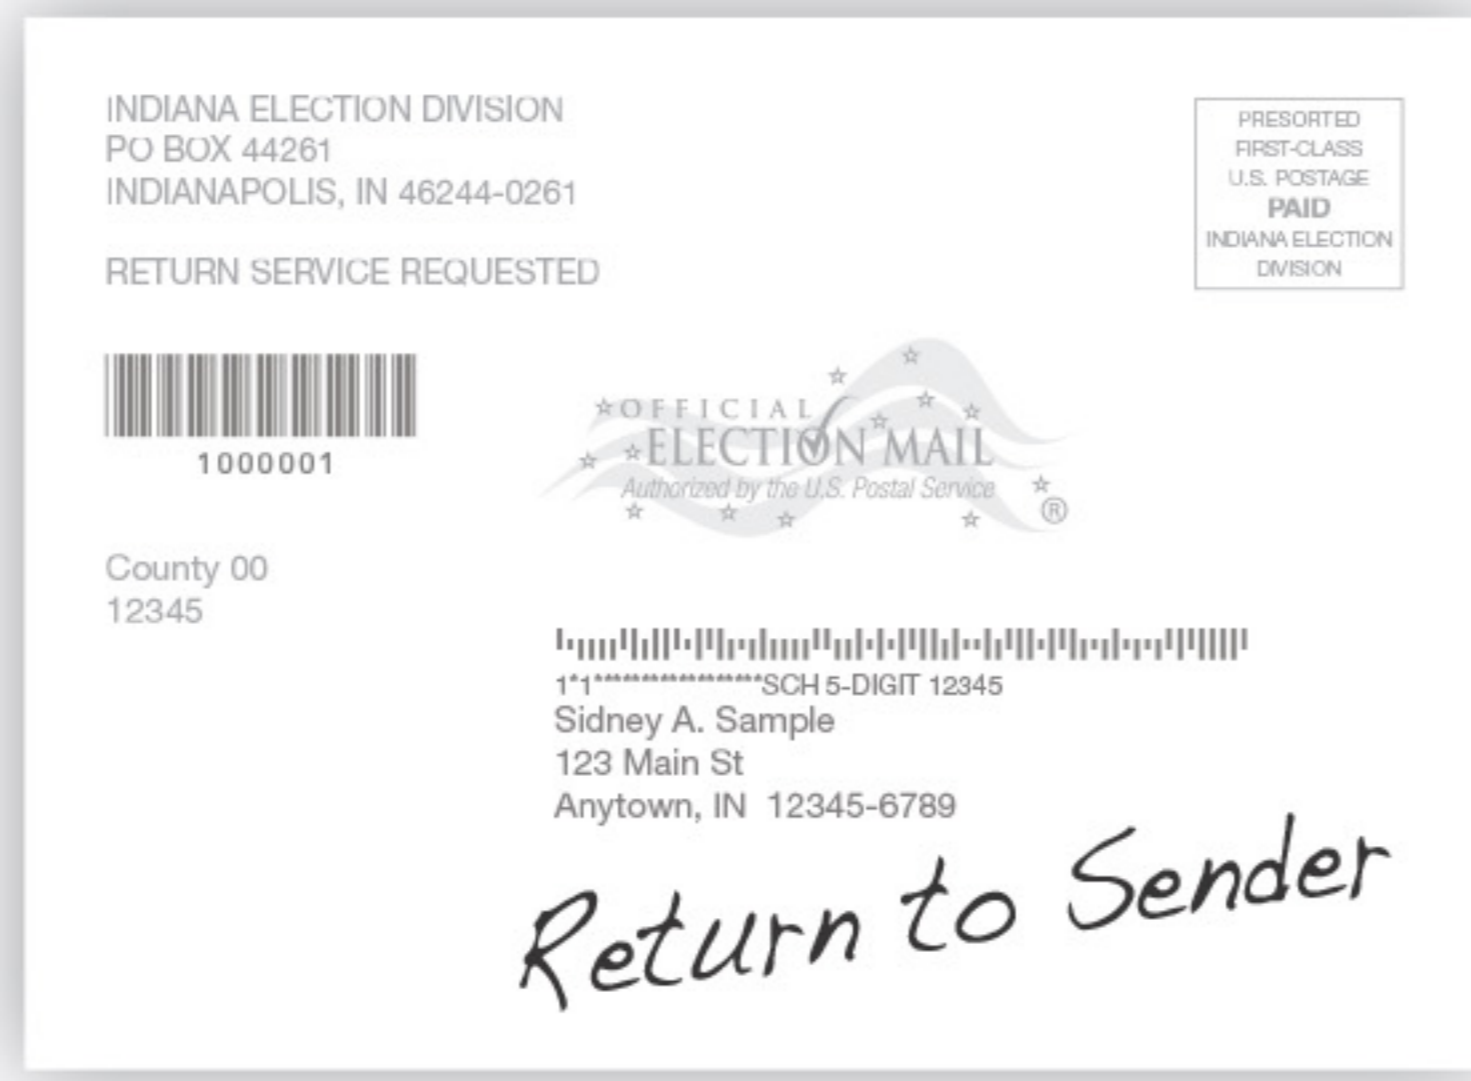 INDIANA ELECTION DIVISION
PO BOX 44261
INDIANAPOLIS, IN 46244-0261
RETURN SERVICE REQUESTED
PRESORTED
FIRST-CLASS
U.S. POSTAGE
PAID
INDIANA ELECTION
DIVISION
1000001
OFFICIAL
ELECTION MAIL
Authorized by the U.S. Postal Service
®
County 00
12345
1*1******************SCH 5-DIGIT 12345
Sidney A. Sample
123 Main St
Anytown, IN 12345-6789
Return to Sender